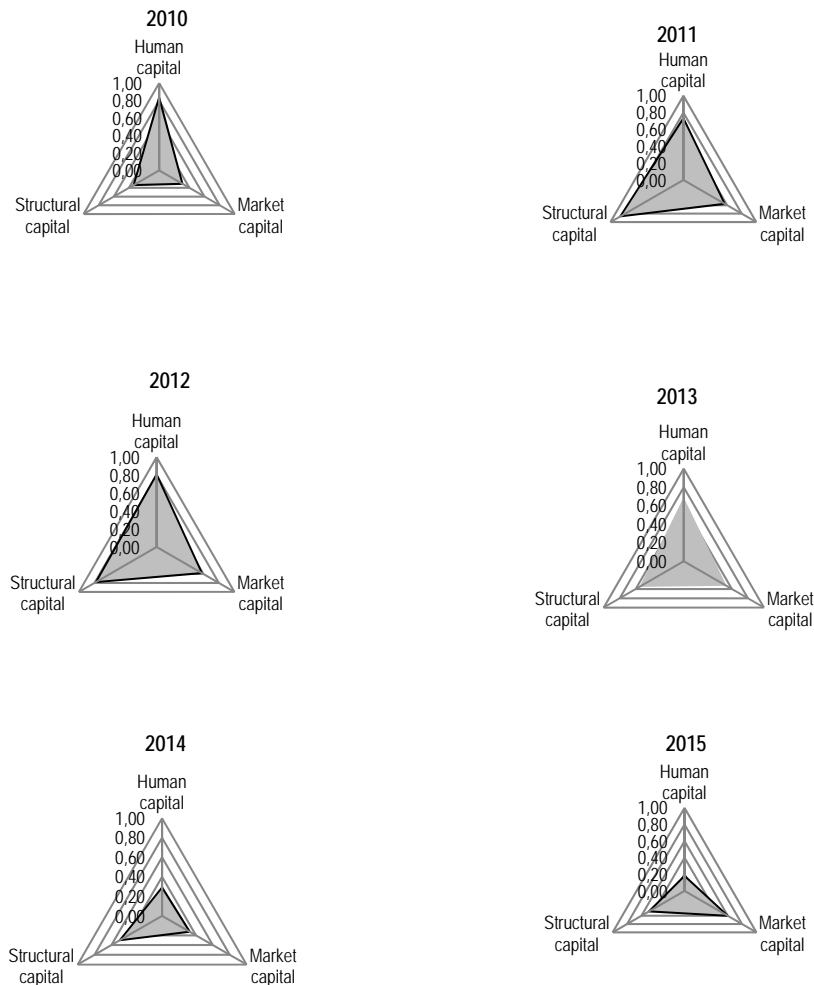 2010
Human
capital
1,00
0,80
0,60
0,40
0,20
0,00
Structural
capital
Market
capital
2011
Human
capital
1,00
0,80
0,60
0,40
0,20
0,00
Structural
capital
Market
capital
2012
Human
capital
1,00
0,80
0,60
0,40
0,20
0,00
Structural
capital
Market
capital
2013
Human
capital
1,00
0,80
0,60
0,40
0,20
0,00
Structural
capital
Market
capital
2014
Human
capital
1,00
0,80
0,60
0,40
0,20
0,00
Structural
capital
Market
capital
2015
Human
capital
1,00
0,80
0,60
0,40
0,20
0,00
Structural
capital
Market
capital